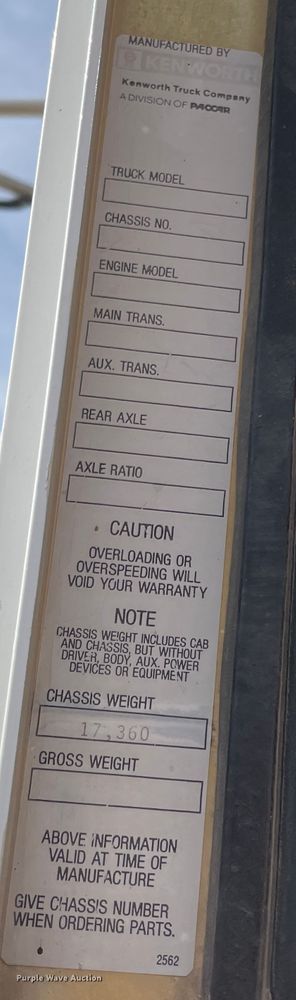 MANUFACTURED BY
KENWORTH
Kenworth Truck Company
A DIVISION OF PACCAR
TRUCK MODEL
CHASSIS NO.
ENGINE MODEL
MAIN TRANS.
AUX. TRANS.
REAR AXLE
AXLE RATIO
CAUTION
OVERLOADING OR
OVERSPEEDING WILL
VOID YOUR WARRANTY
NOTE
CHASSIS WEIGHT INCLUDES CAB
AND CHASSIS, BUT WITHOUT
DRIVER, BODY, AUX. POWER
DEVICES OR EQUIPMENT
CHASSIS WEIGHT
17,360
GROSS WEIGHT
ABOVE INFORMATION
VALID AT TIME OF
MANUFACTURE
GIVE CHASSIS NUMBER
WHEN ORDERING PARTS.
2562
Purple Wave Auction